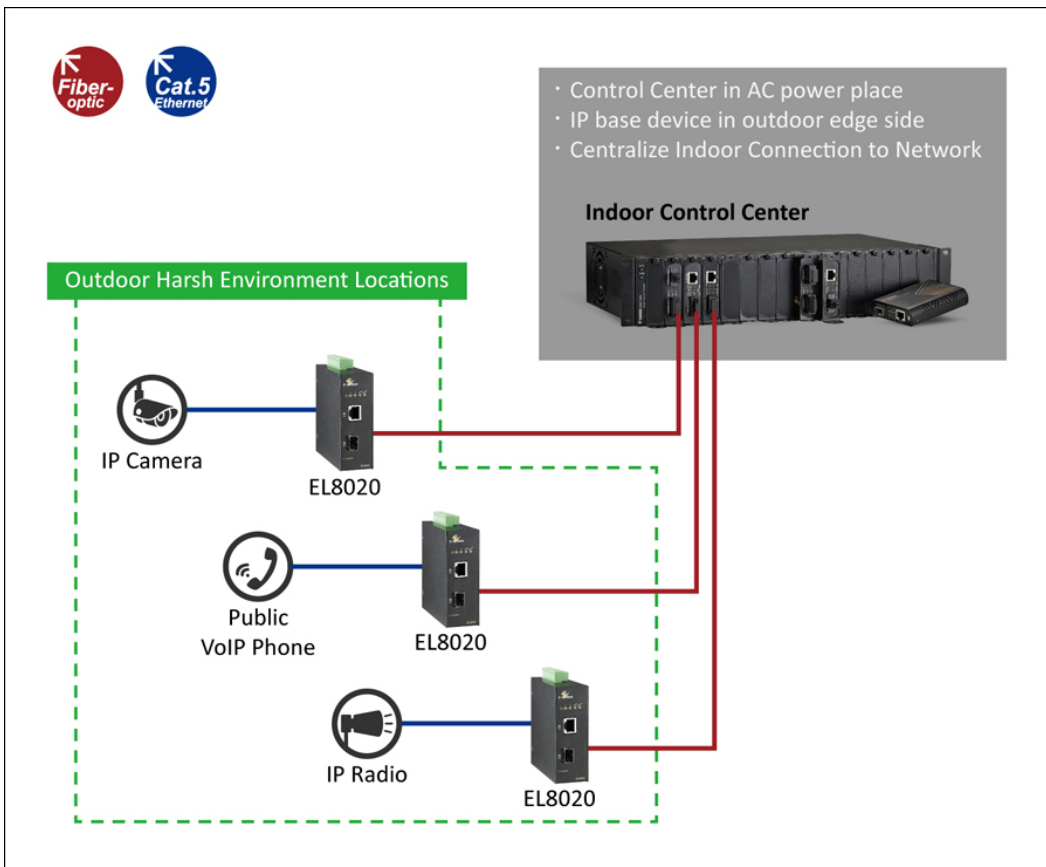 Fiber-
optic
Cat.5
Ethernet
· Control Center in AC power place
· IP base device in outdoor edge side
· Centralize Indoor Connection to Network
Indoor Control Center
Outdoor Harsh Environment Locations
IP Camera
EL8020
Public
VoIP Phone
EL8020
IP Radio
EL8020